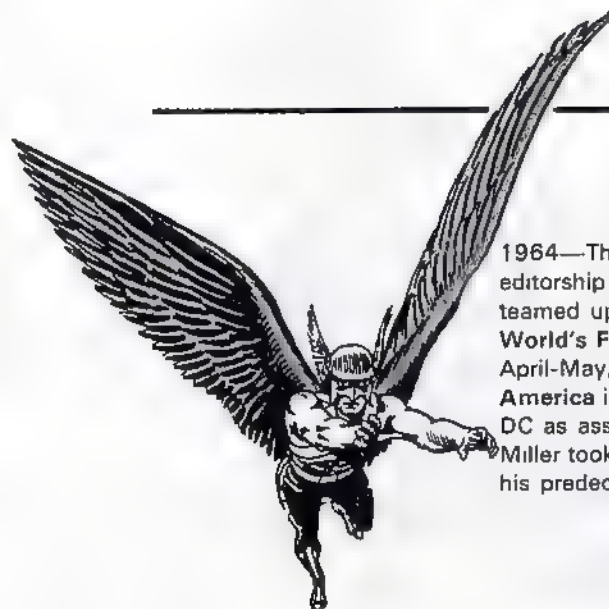 1964—Th
editorship
teamed up
World's F
April-May,
America i
DC as ass
Miller took
his predec